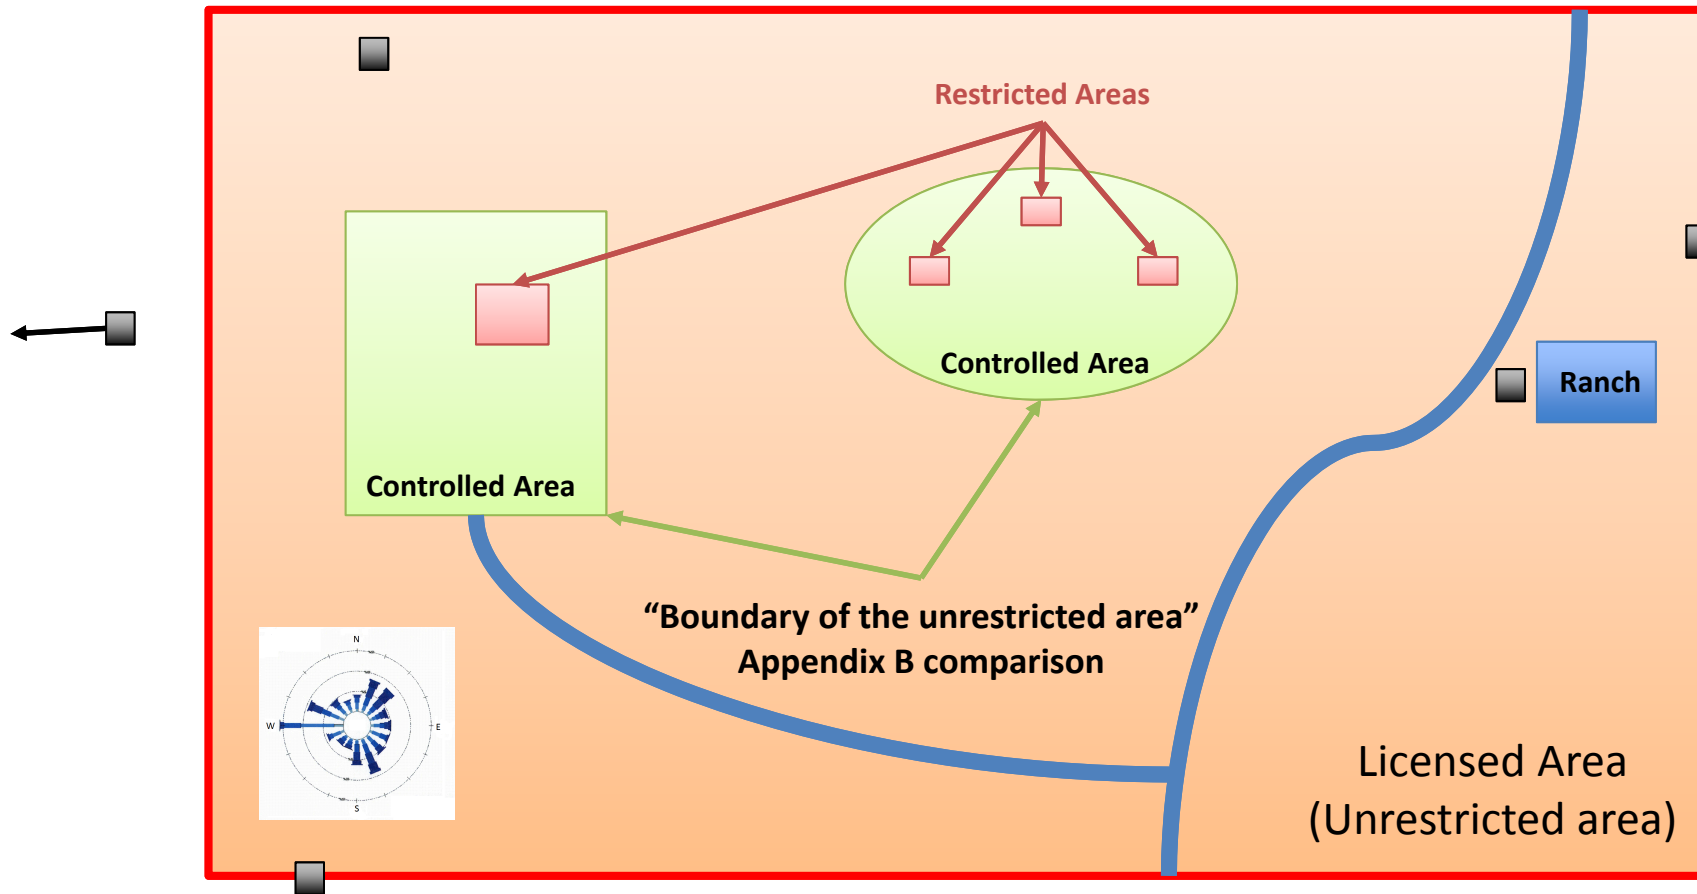 Restricted Areas
Controlled Area
Ranch
Controlled Area
“Boundary of the unrestricted area”
Appendix B comparison
N
W
E
S
Licensed Area
(Unrestricted area)